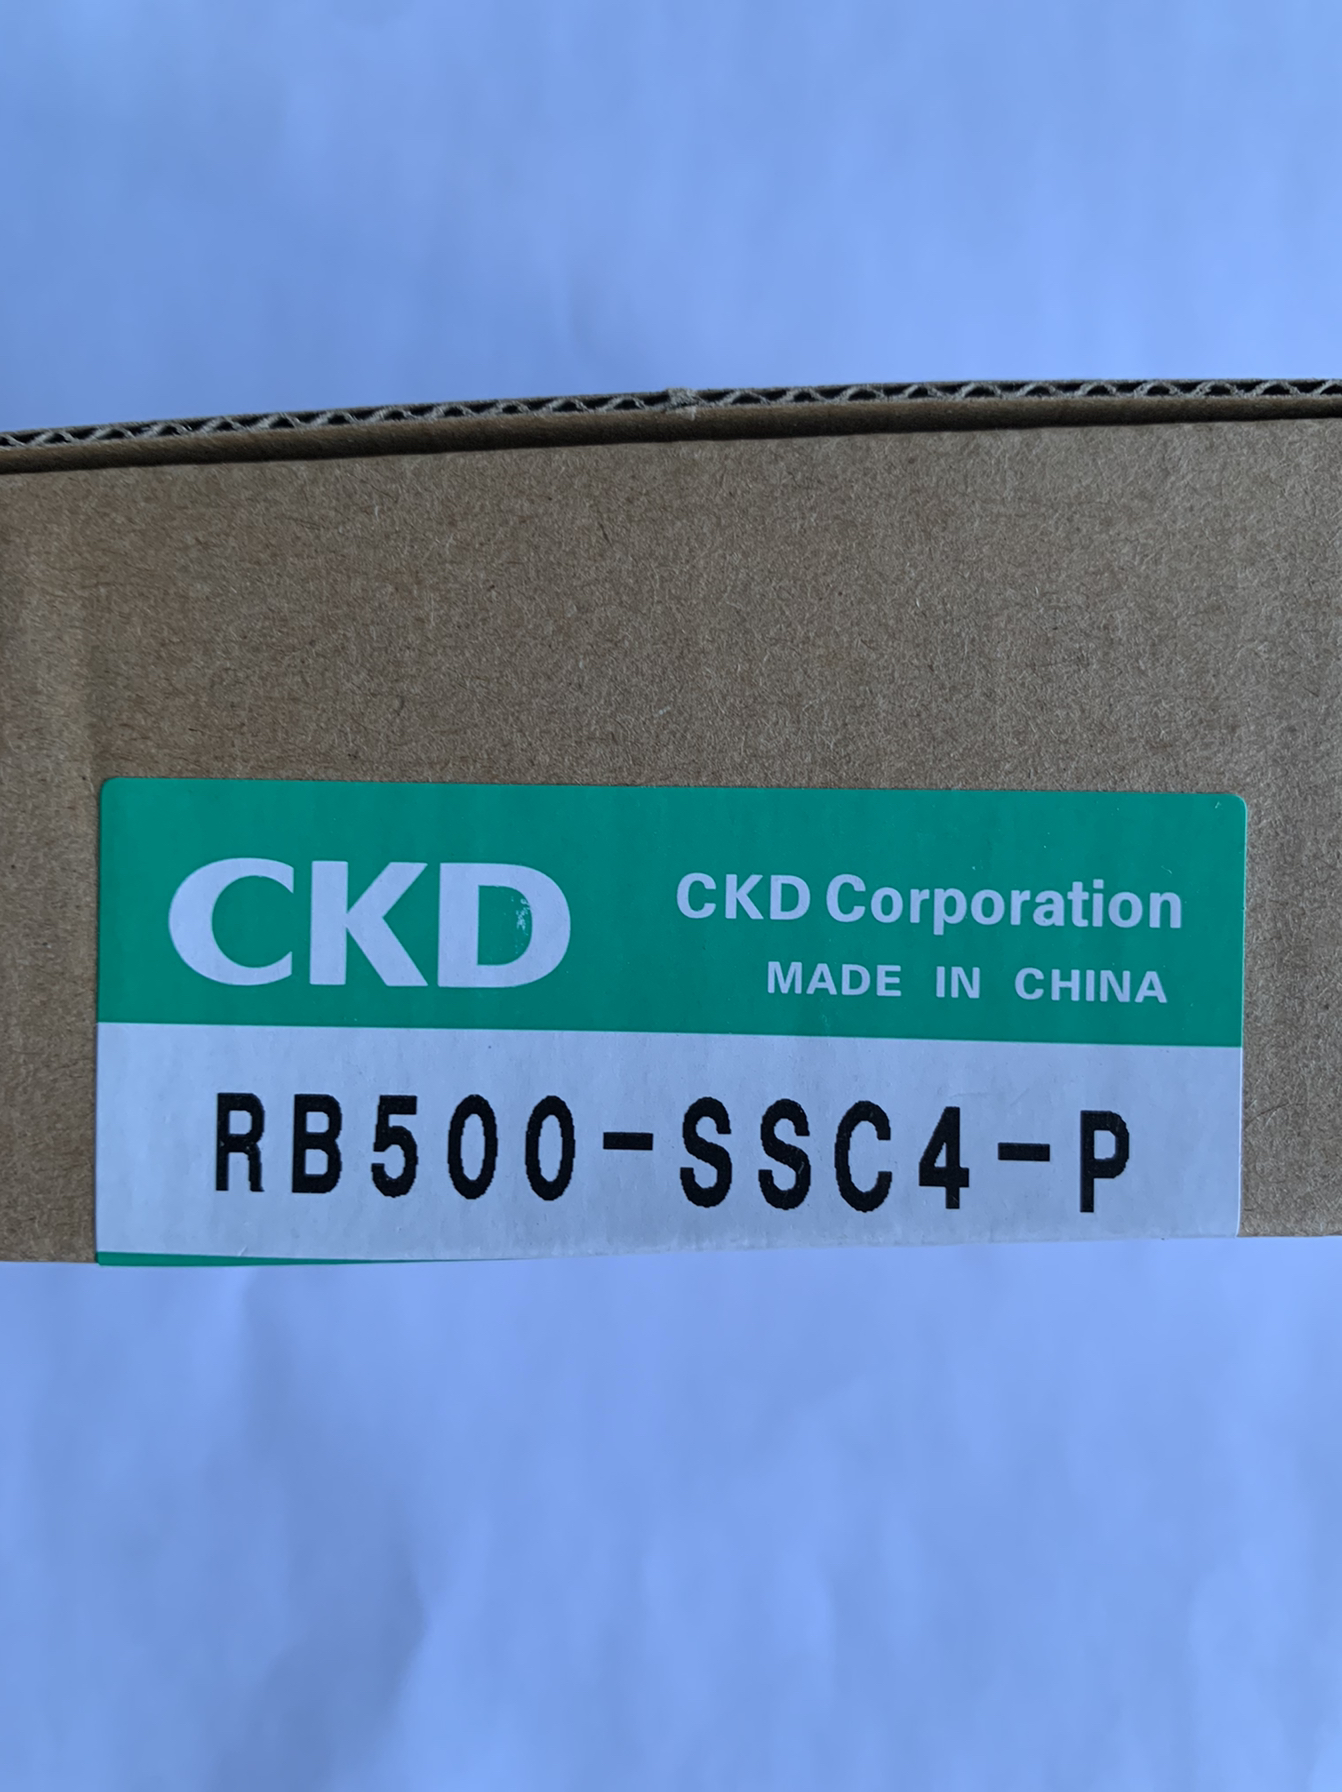 CKD
CKD Corporation
MADE IN CHINA
RB500-SSC4-P